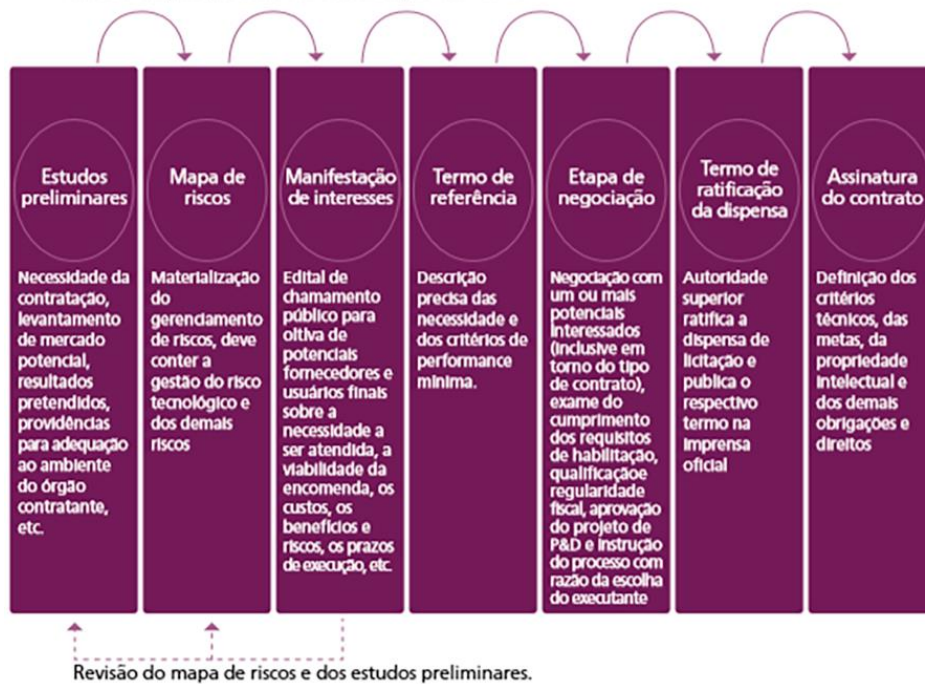 Estudos
preliminares
Necessidade da
contratação,
levantamento
de mercado
potencial,
resultados
pretendidos,
providências
para adequação
ao ambiente
do órgão
contratante,
etc.
Mapa de
riscos
Materialização
do
gerenciamento
de riscos, deve
conter a
gestão do risco
tecnológico e
dos demais
riscos
Manifestação
de interesses
Edital de
chamamento
público para
oitiva de
potenciais
fornecedores e
usuários finais
sobre a
necessidade a
ser atendida, a
viabilidade da
encomenda, os
custos, os
benefícios e
riscos, os prazos
de execução, etc.
Termo de
referência
Descrição
precisa das
necessidade e
dos critérios de
performance
mínima.
Etapa de
negociação
Negociação com
um ou mais
potenciais
interessados
(inclusive em
torno do tipo
de contrato),
exame do
cumprimento
dos requisitos
de habilitação,
qualificaçãoe
regularidade
fiscal, aprovação
do projeto de
P&D e instrução
do processo com
razão da escolha
do executante
Termo de
ratificação
da dispensa
Autoridade
superior
ratifica a
dispensa de
licitação e
publica o
respectivo
termo na
imprensa
oficial
Assinatura
do contrato
Definição dos
critérios
técnicos, das
metas, da
propriedade
intelectual e
dos demais
obrigações e
direitos
Revisão do mapa de riscos e dos estudos preliminares.